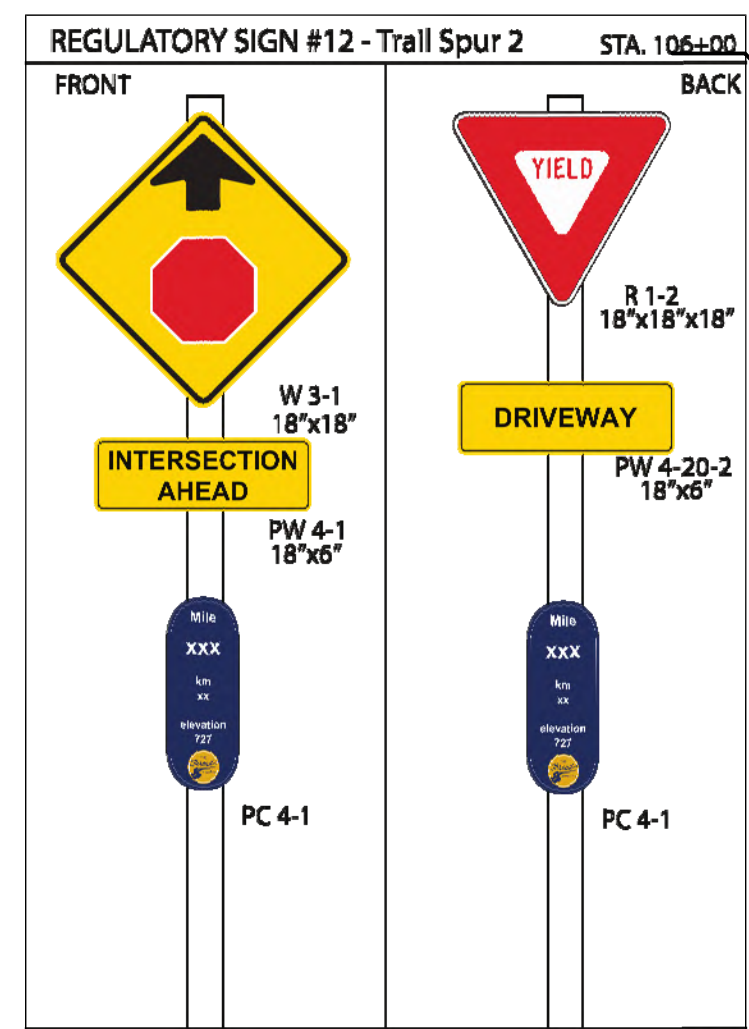 REGULATORY SIGN #12 - Trail Spur 2
STA. 106+00
FRONT
W 3-1
18"x18"
INTERSECTION
AHEAD
PW 4-1
18"x6"
Mile
XXX
km
xx
elevation
727
PC 4-1
BACK
YIELD
R 1-2
18"x18"x18"
DRIVEWAY
PW 4-20-2
18"x6"
Mile
XXX
km
xx
elevation
727
PC 4-1